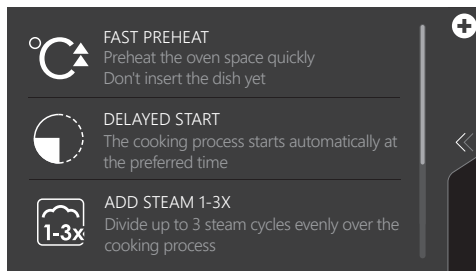 °C
FAST PREHEAT
Preheat the oven space quickly
Don't insert the dish yet
DELAYED START
The cooking process starts automatically at
the preferred time
1-3x
ADD STEAM 1-3X
Divide up to 3 steam cycles evenly over the
cooking process